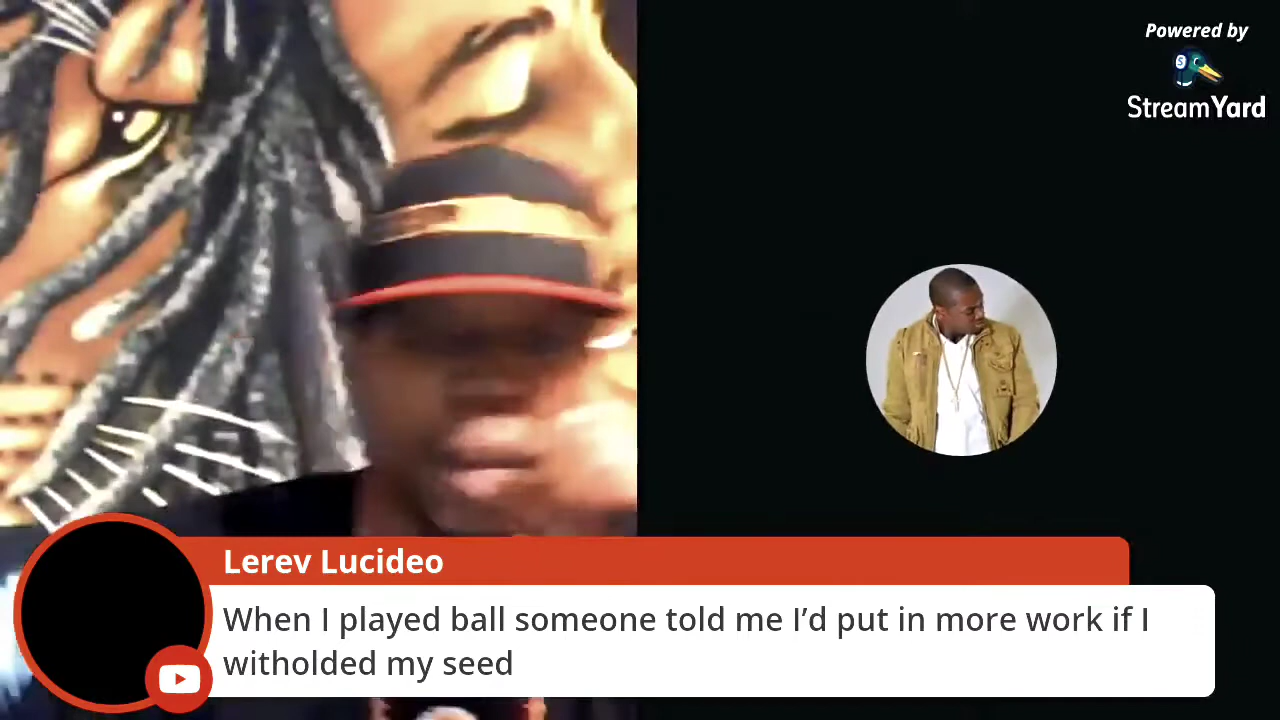 Powered by
StreamYard
Lerev Lucideo
When I played ball someone told me I’d put in more work if I
witholded my seed